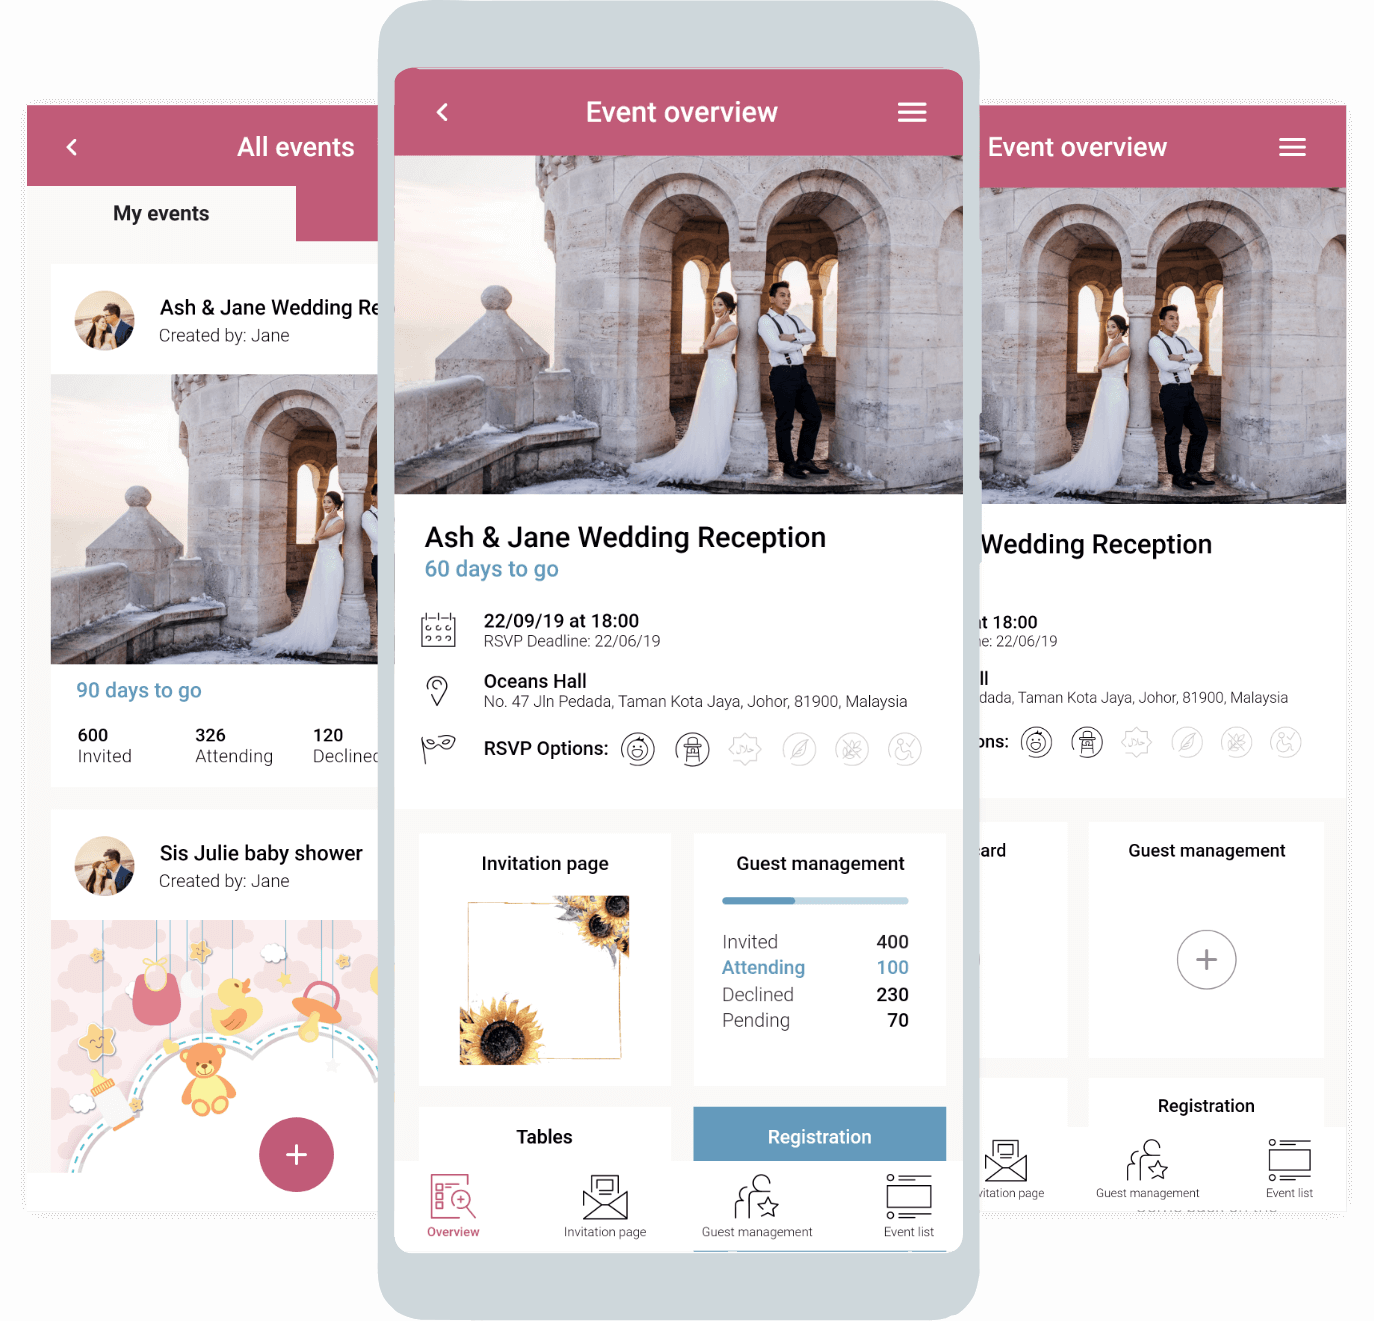 All events
My events
Ash & Jane Wedding Re
Created by: Jane
90 days to go
600
Invited
326
Attending
120
Declined
Sis Julie baby shower
Created by: Jane
Event overview
Ash & Jane Wedding Reception
60 days to go
22/09/19 at 18:00
RSVP Deadline: 22/06/19
Oceans Hall
No. 47 Jln Pedada, Taman Kota Jaya, Johor, 81900, Malaysia
RSVP Options:
Invitation page
Guest management
Invited 400
Attending 100
Declined 230
Pending 70
Tables
Registration
Overview
Invitation page
Guest management
Event list
Event overview
Wedding Reception
at 18:00
ne: 22/06/19
ll
dada, Taman Kota Jaya, Johor, 81900, Malaysia
ons:
ard
Guest management
Registration
vitation page
Guest management
Event list